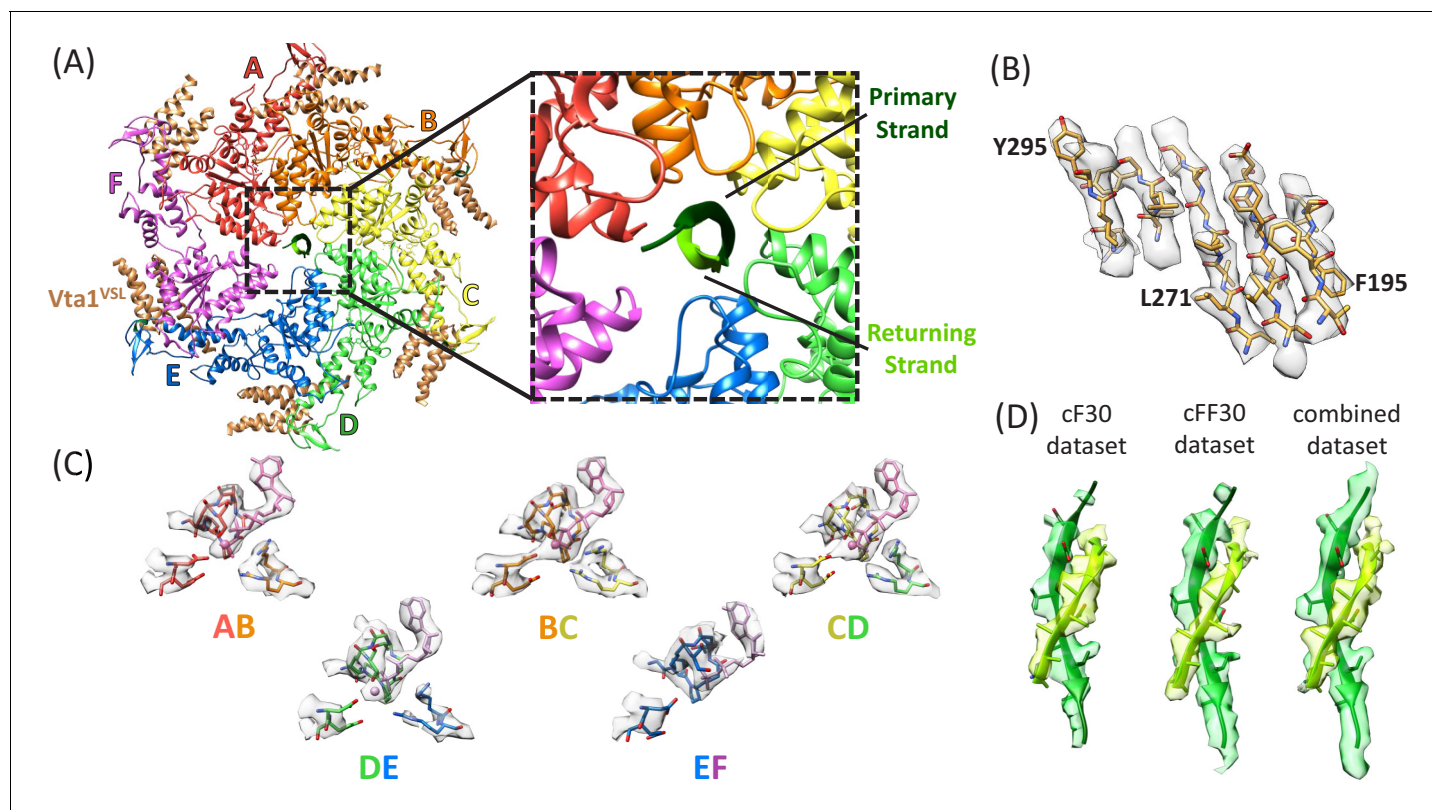 (A)
A
B
C
D
E
F
Vta1VSL
Primary
Strand
Returning
Strand
(B)
Y295
L271
F195
(C)
AB
BC
CD
DE
EF
(D)
cF30
dataset
cFF30
dataset
combined
dataset